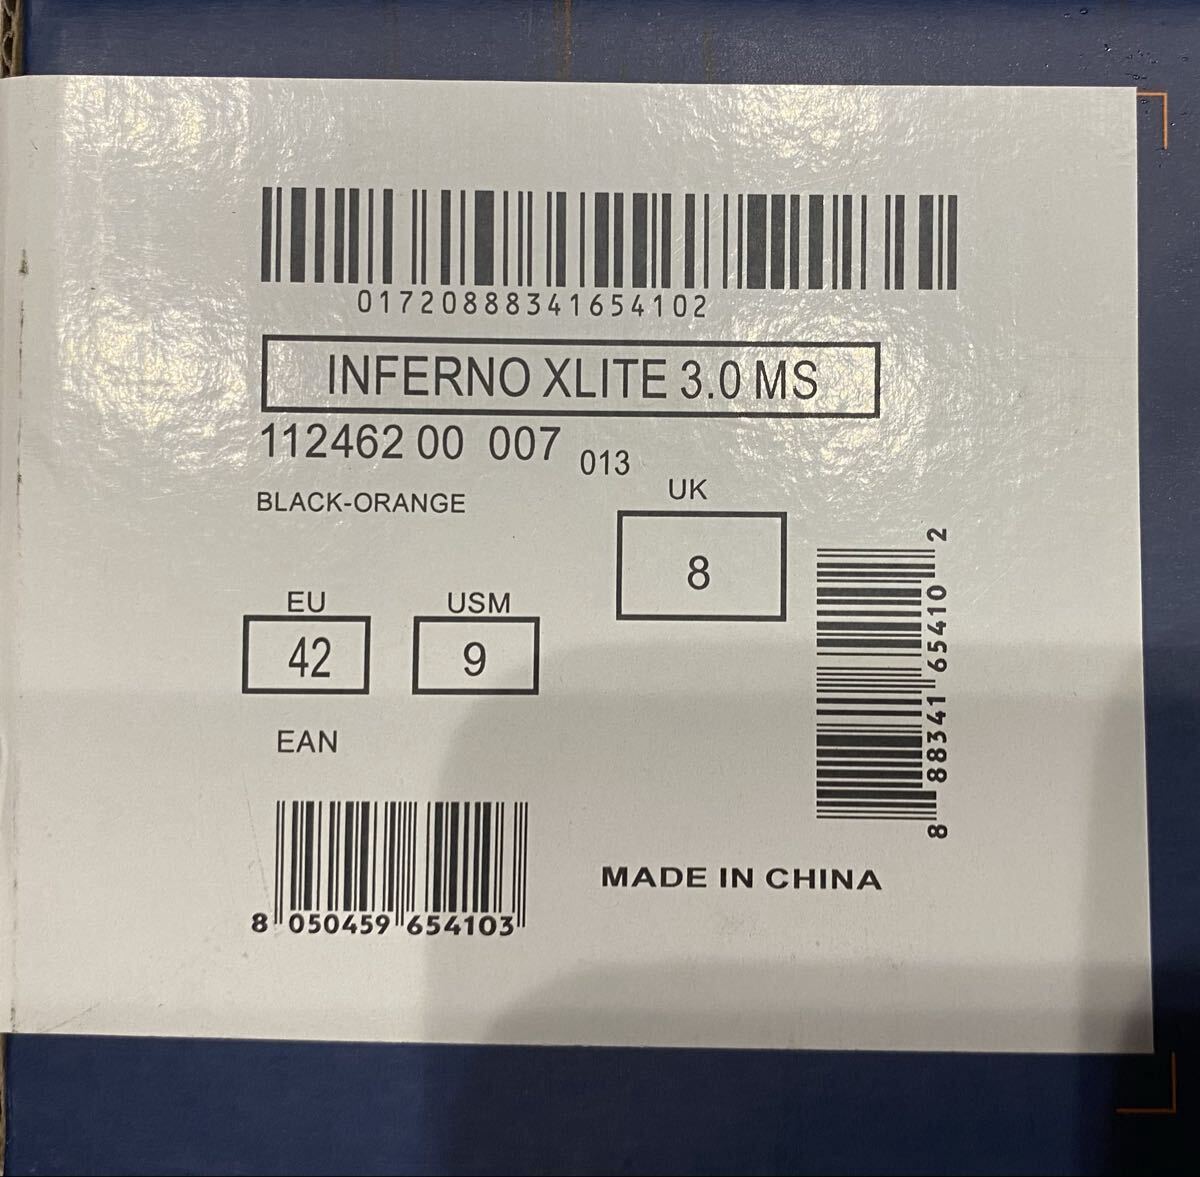 01720888341654102
INFERNO XLITE 3.0 MS
112462 00 007 013
BLACK-ORANGE
UK
8
EU
42
USM
9
8 88341 65410 2
EAN
8 050459 654103
MADE IN CHINA